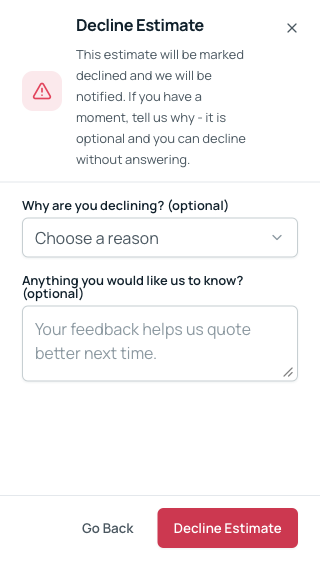 Decline Estimate
This estimate will be marked
declined and we will be
notified. If you have a
moment, tell us why - it is
optional and you can decline
without answering.
Why are you declining? (optional)
Choose a reason
Anything you would like us to know?
(optional)
Your feedback helps us quote
better next time.
Go Back
Decline Estimate